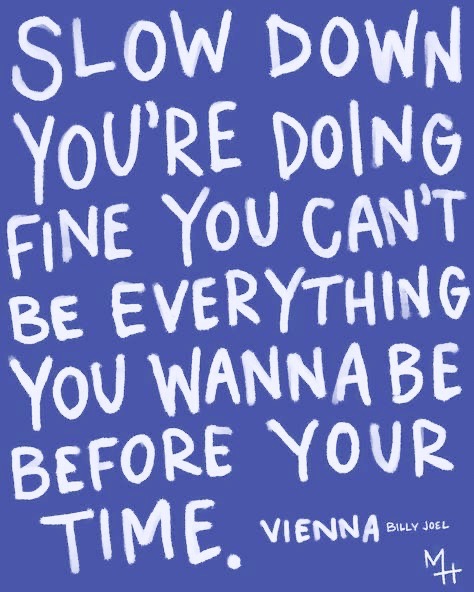 SLOW DOWN
YOU'RE DOING
FINE YOU CAN'T
BE EVERYTHING
YOU WANNA BE
BEFORE YOUR
TIME. VIENNA BILLY JOEL
MH